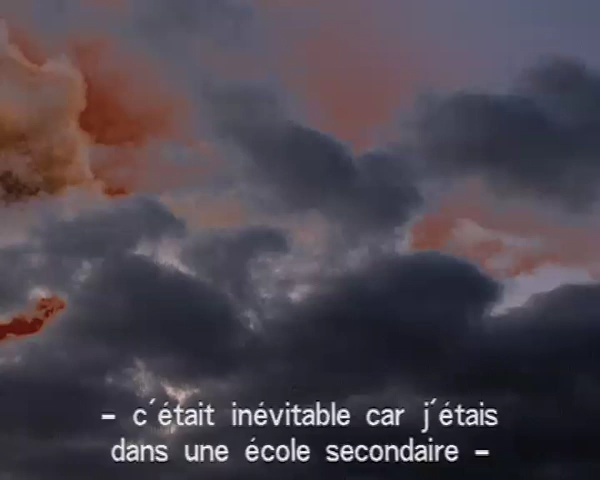 - c´était inévitable car j´étais
dans une école secondaire -